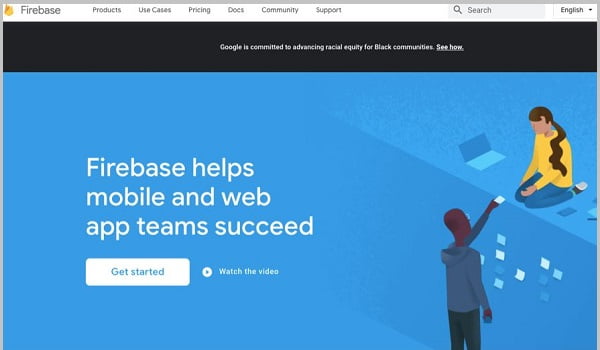 Firebase Products Use Cases Pricing Docs Community Support Search English
Google is committed to advancing racial equity for Black communities. See how.
Firebase helps
mobile and web
app teams succeed
Get started Watch the video